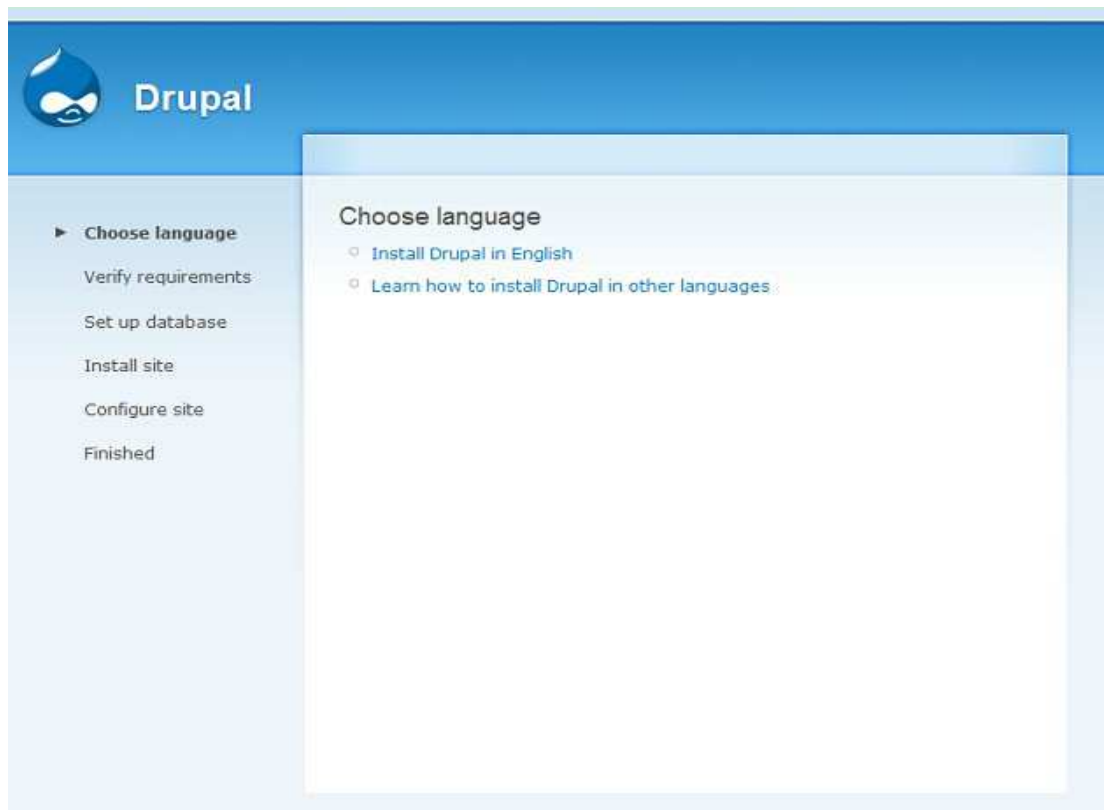 Drupal
Choose language
Verify requirements
Set up database
Install site
Configure site
Finished
Choose language
Install Drupal in English
Learn how to install Drupal in other languages